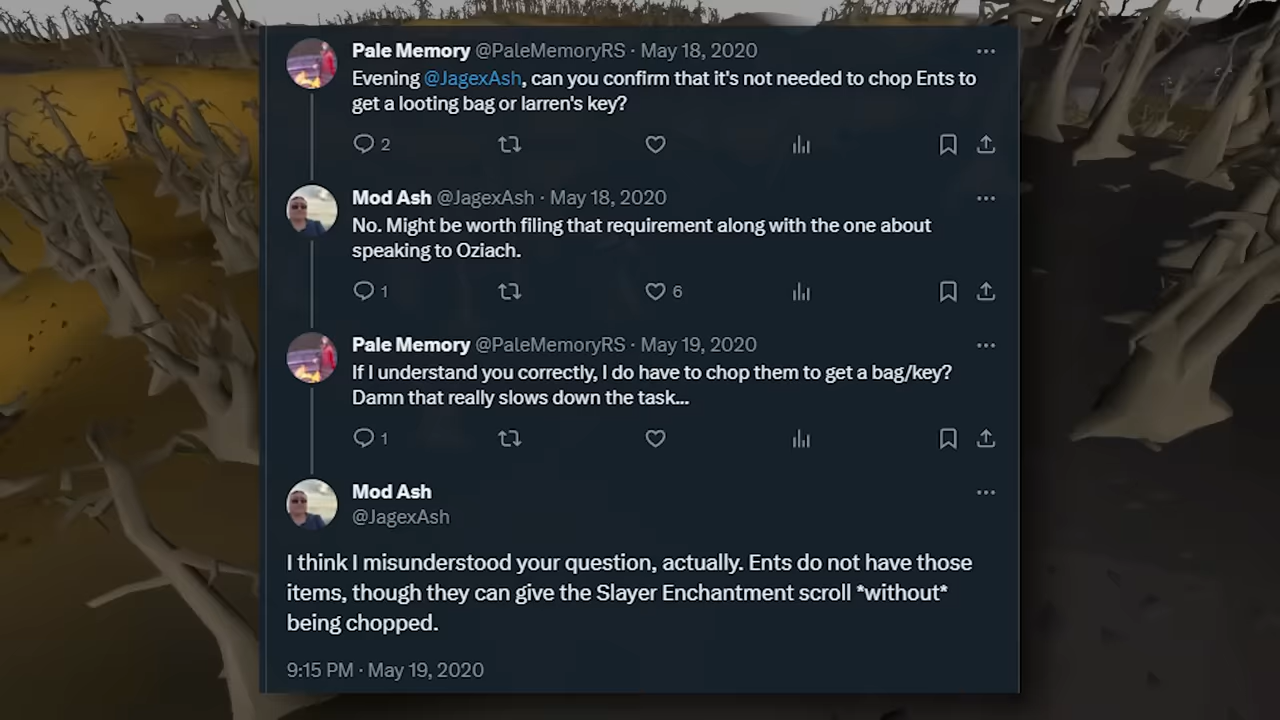 Pale Memory @PaleMemoryRS · May 18, 2020
Evening @JagexAsh, can you confirm that it's not needed to chop Ents to
get a looting bag or larren's key?
2
Mod Ash @JagexAsh · May 18, 2020
No. Might be worth filing that requirement along with the one about
speaking to Oziach.
1 6
Pale Memory @PaleMemoryRS · May 19, 2020
If I understand you correctly, I do have to chop them to get a bag/key?
Damn that really slows down the task...
1
Mod Ash
@JagexAsh
I think I misunderstood your question, actually. Ents do not have those
items, though they can give the Slayer Enchantment scroll *without*
being chopped.
9:15 PM · May 19, 2020